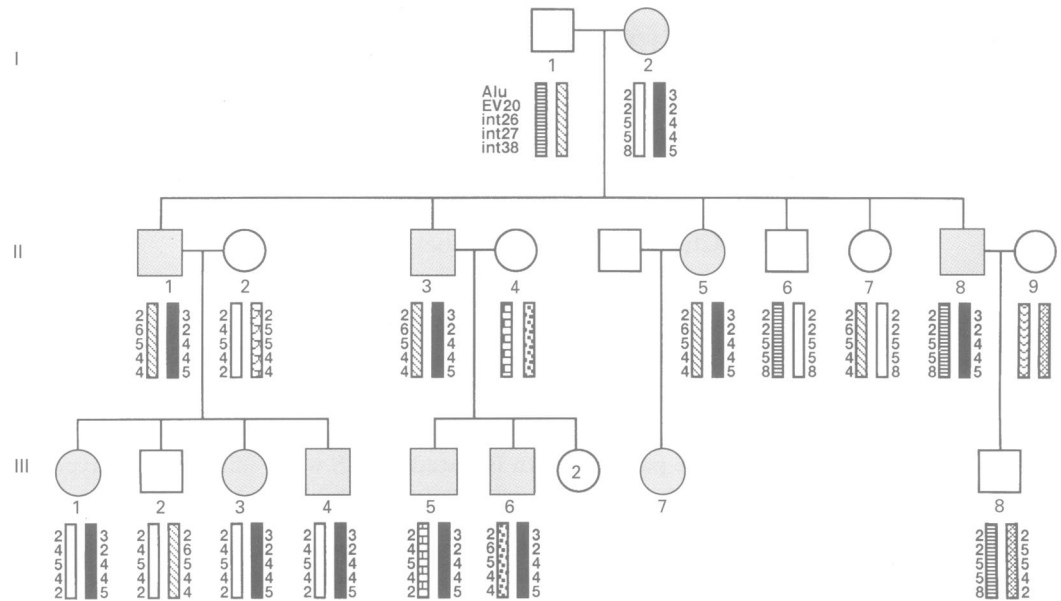 I
1 2
Alu 2 3
EV20 2 2
int26 5 4
int27 5 4
int38 8 5
II
1 2 3 4 5 6 7 8 9
2 3 2 2 2 3 2 3 2 2 2 2 2 3
6 2 4 5 6 2 6 2 2 2 6 2 2 2
5 4 5 5 5 4 5 4 5 5 5 5 5 4
4 4 4 4 4 4 4 4 5 5 4 5 5 4
4 5 2 4 4 5 4 5 8 8 4 8 8 5
III
2
1 2 3 4 5 6 7 8
2 3 2 2 2 3 2 3 2 3 2 3 2 2
4 2 4 6 4 2 4 2 4 2 6 2 2 2
5 4 5 5 5 4 5 4 5 4 5 4 5 5
4 4 4 4 4 4 4 4 4 4 4 4 5 4
2 5 2 4 2 5 2 5 2 5 4 5 8 2